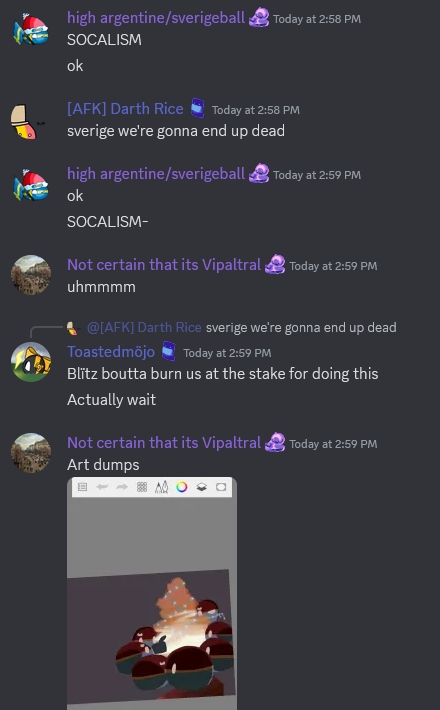 high argentine/sverigeball Today at 2:58 PM
SOCALISM
ok
[AFK] Darth Rice Today at 2:58 PM
sverige we're gonna end up dead
high argentine/sverigeball Today at 2:59 PM
ok
SOCALISM-
Not certain that its Vipaltral Today at 2:59 PM
uhmmmm
@[AFK] Darth Rice sverige we're gonna end up dead
Toastedmöjo Today at 2:59 PM
Blïtz boutta burn us at the stake for doing this
Actually wait
Not certain that its Vipaltral Today at 2:59 PM
Art dumps